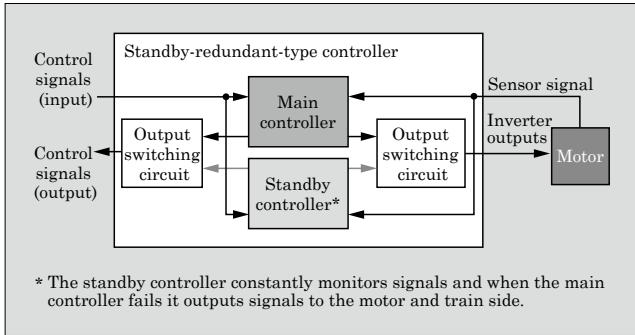 Standby-redundant-type controller
Control
signals
(input)
Main
controller
Sensor signal
Inverter
outputs
Output
switching
circuit
Output
switching
circuit
Motor
Control
signals
(output)
Standby
controller*
* The standby controller constantly monitors signals and when the main
controller fails it outputs signals to the motor and train side.